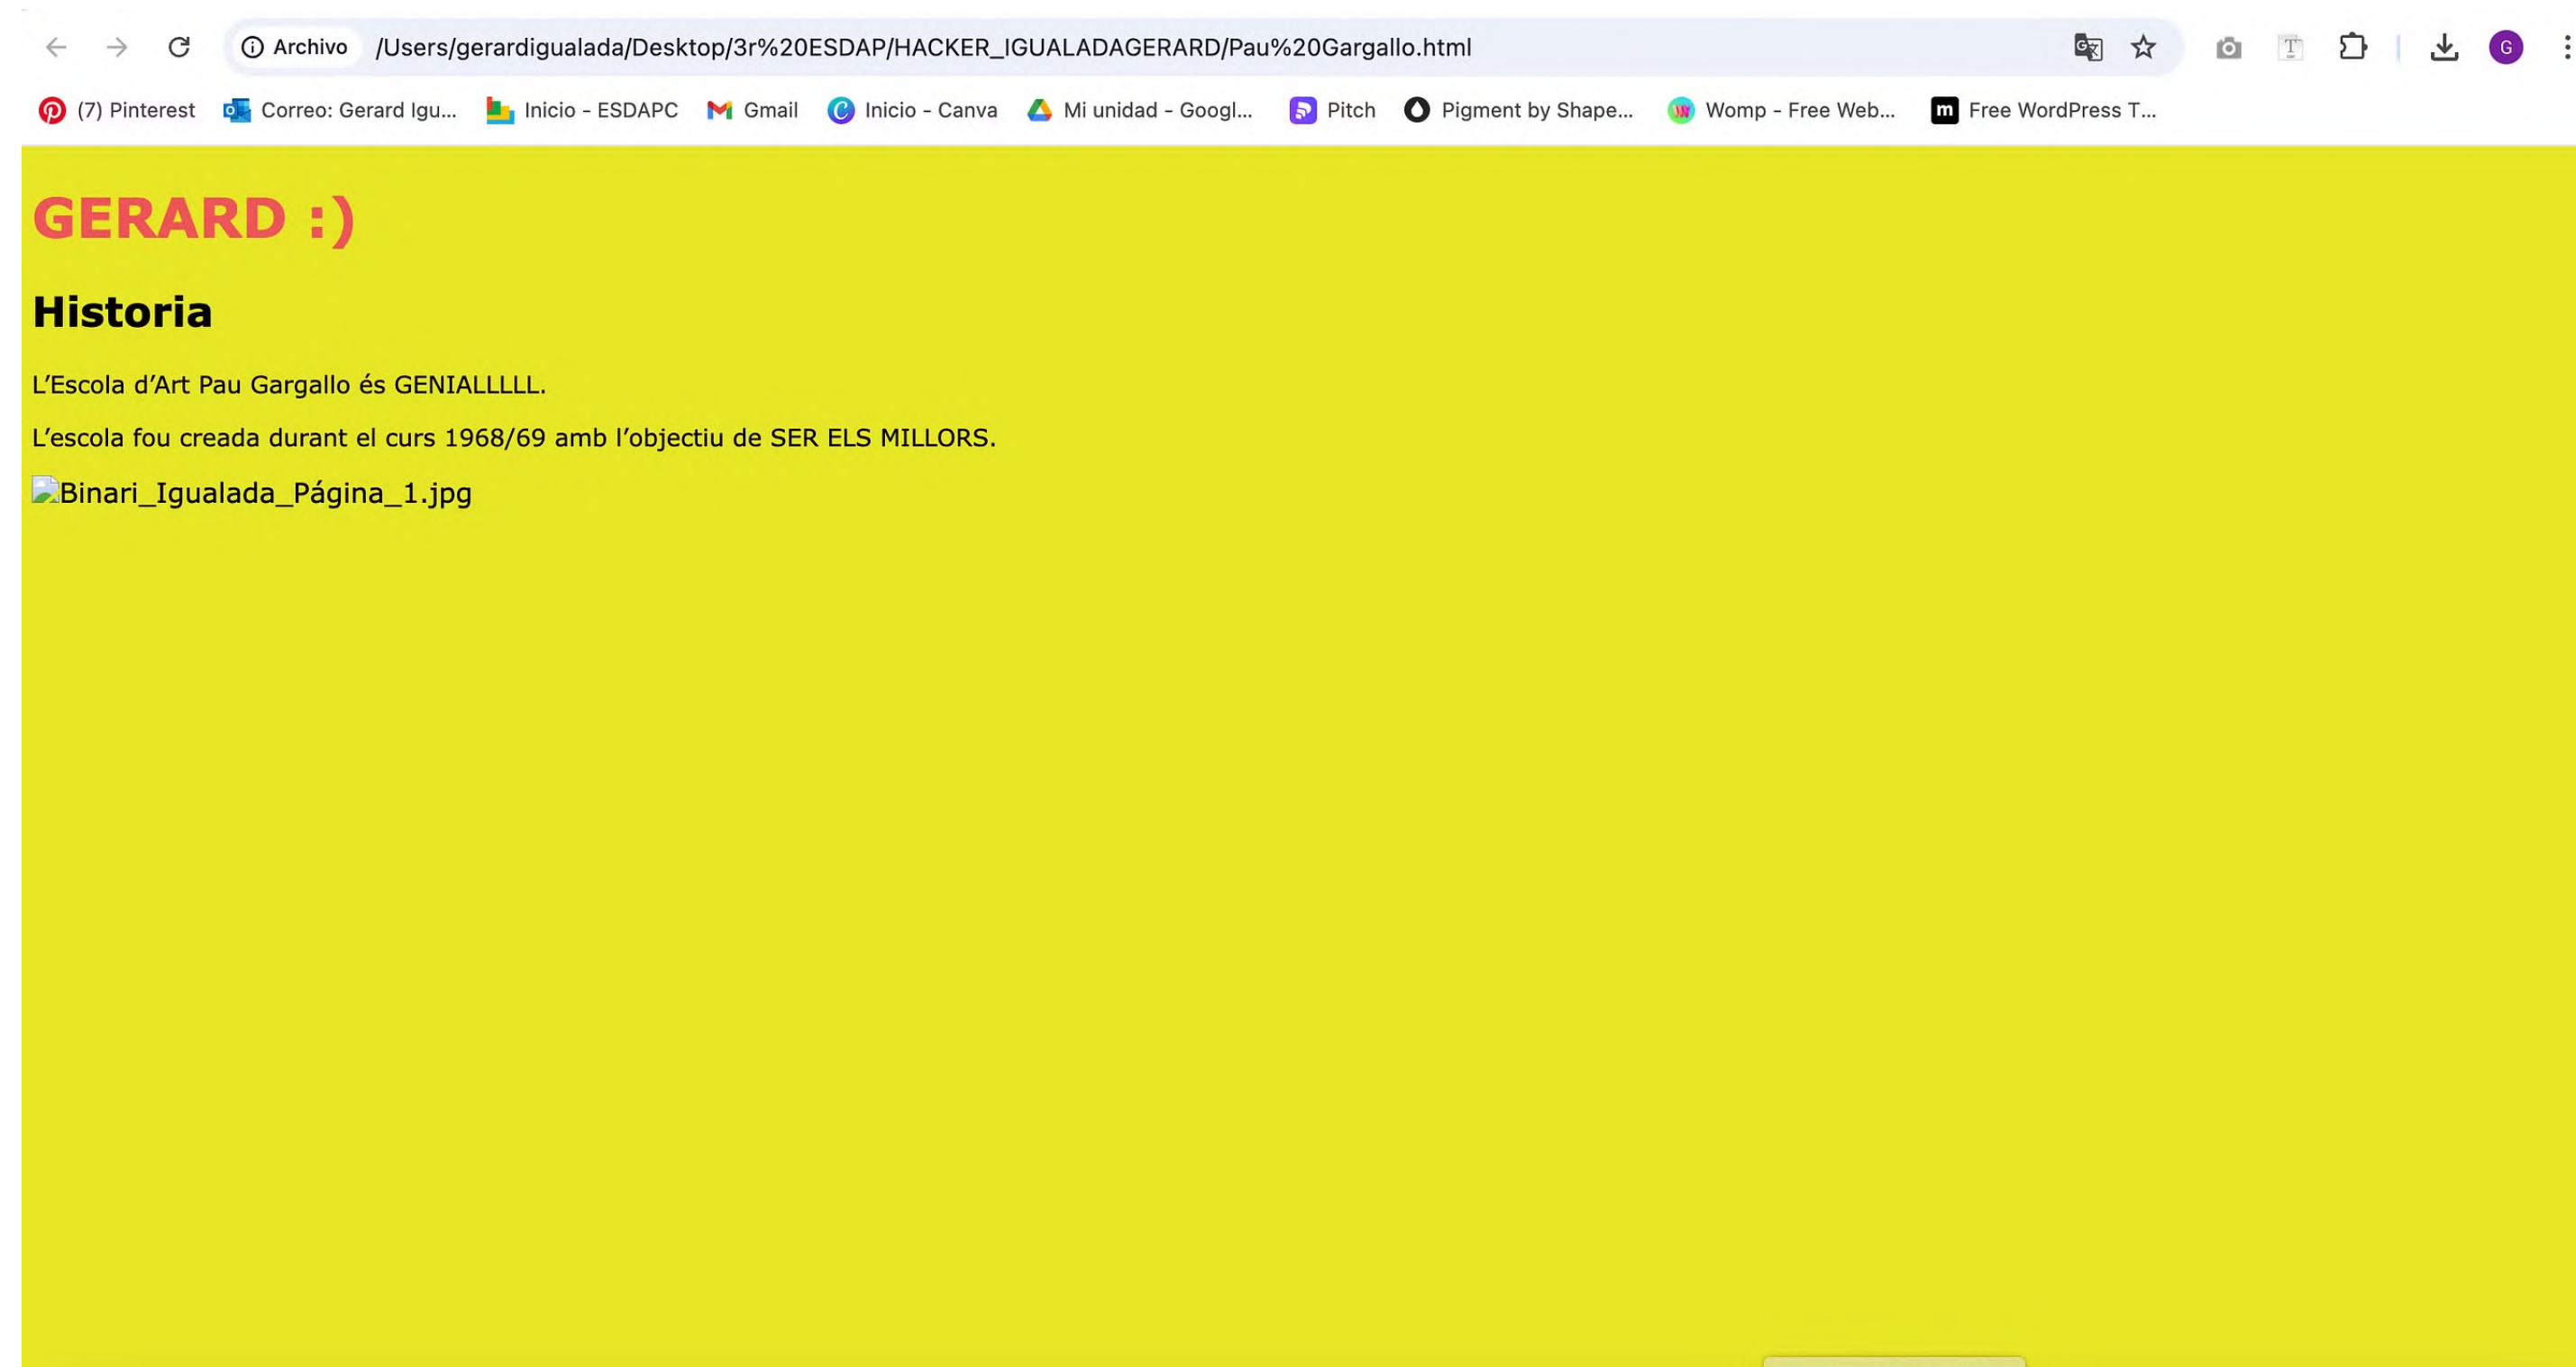 Archivo /Users/gerardigualada/Desktop/3r%20ESDAP/HACKER_IGUALADAGERARD/Pau%20Gargallo.html G
(7) Pinterest Correo: Gerard Igu... Inicio - ESDAPC Gmail Inicio - Canva Mi unidad - Googl... Pitch Pigment by Shape... Womp - Free Web... m Free WordPress T...
GERARD :)
Historia
L’Escola d’Art Pau Gargallo és GENIALLLLL.
L’escola fou creada durant el curs 1968/69 amb l’objectiu de SER ELS MILLORS.
Binari_Igualada_Página_1.jpg